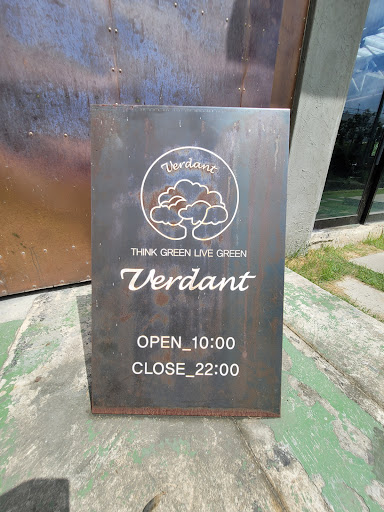 Verdant
THINK GREEN LIVE GREEN
Verdant
OPEN_10:00
CLOSE_22:00